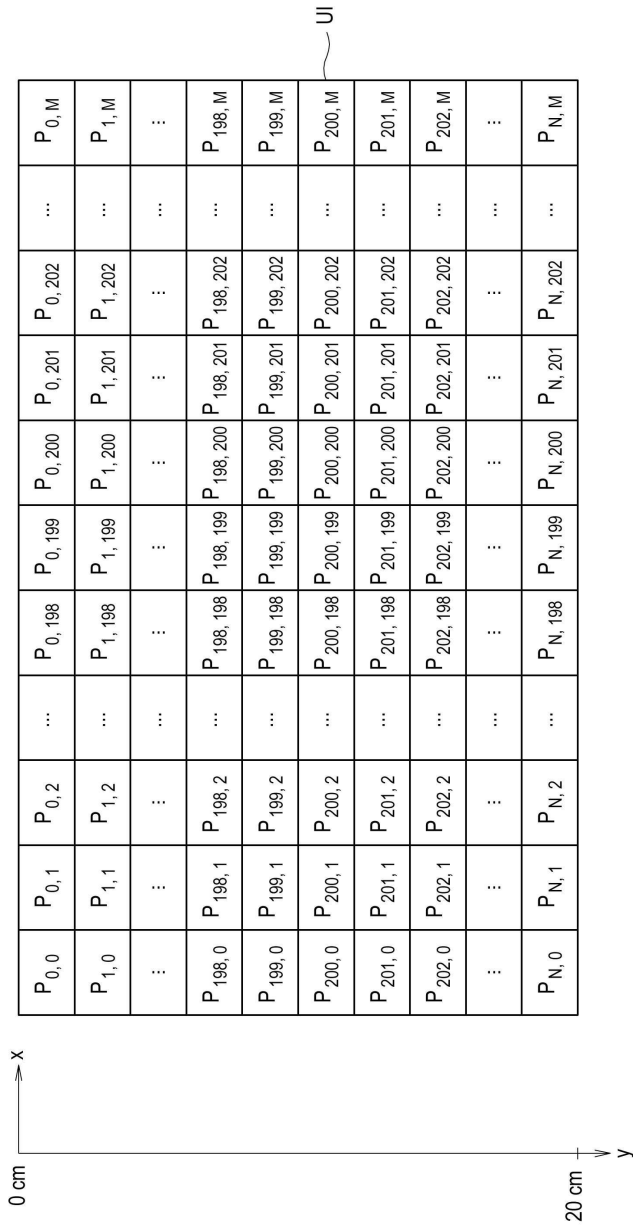 0 cm x
P0, 0 P0, 1 P0, 2 ... P0, 198 P0, 199 P0, 200 P0, 201 P0, 202 ... P0, M
P1, 0 P1, 1 P1, 2 ... P1, 198 P1, 199 P1, 200 P1, 201 P1, 202 ... P1, M
⋮ ⋮ ⋮ ... ⋮ ⋮ ⋮ ⋮ ⋮ ... ⋮
P198, 0 P198, 1 P198, 2 ... P198, 198 P198, 199 P198, 200 P198, 201 P198, 202 ... P198, M
P199, 0 P199, 1 P199, 2 ... P199, 198 P199, 199 P199, 200 P199, 201 P199, 202 ... P199, M
P200, 0 P200, 1 P200, 2 ... P200, 198 P200, 199 P200, 200 P200, 201 P200, 202 ... P200, M
P201, 0 P201, 1 P201, 2 ... P201, 198 P201, 199 P201, 200 P201, 201 P201, 202 ... P201, M
P202, 0 P202, 1 P202, 2 ... P202, 198 P202, 199 P202, 200 P202, 201 P202, 202 ... P202, M
⋮ ⋮ ⋮ ... ⋮ ⋮ ⋮ ⋮ ⋮ ... ⋮
PN, 0 PN, 1 PN, 2 ... PN, 198 PN, 199 PN, 200 PN, 201 PN, 202 ... PN, M
20 cm
y
UI